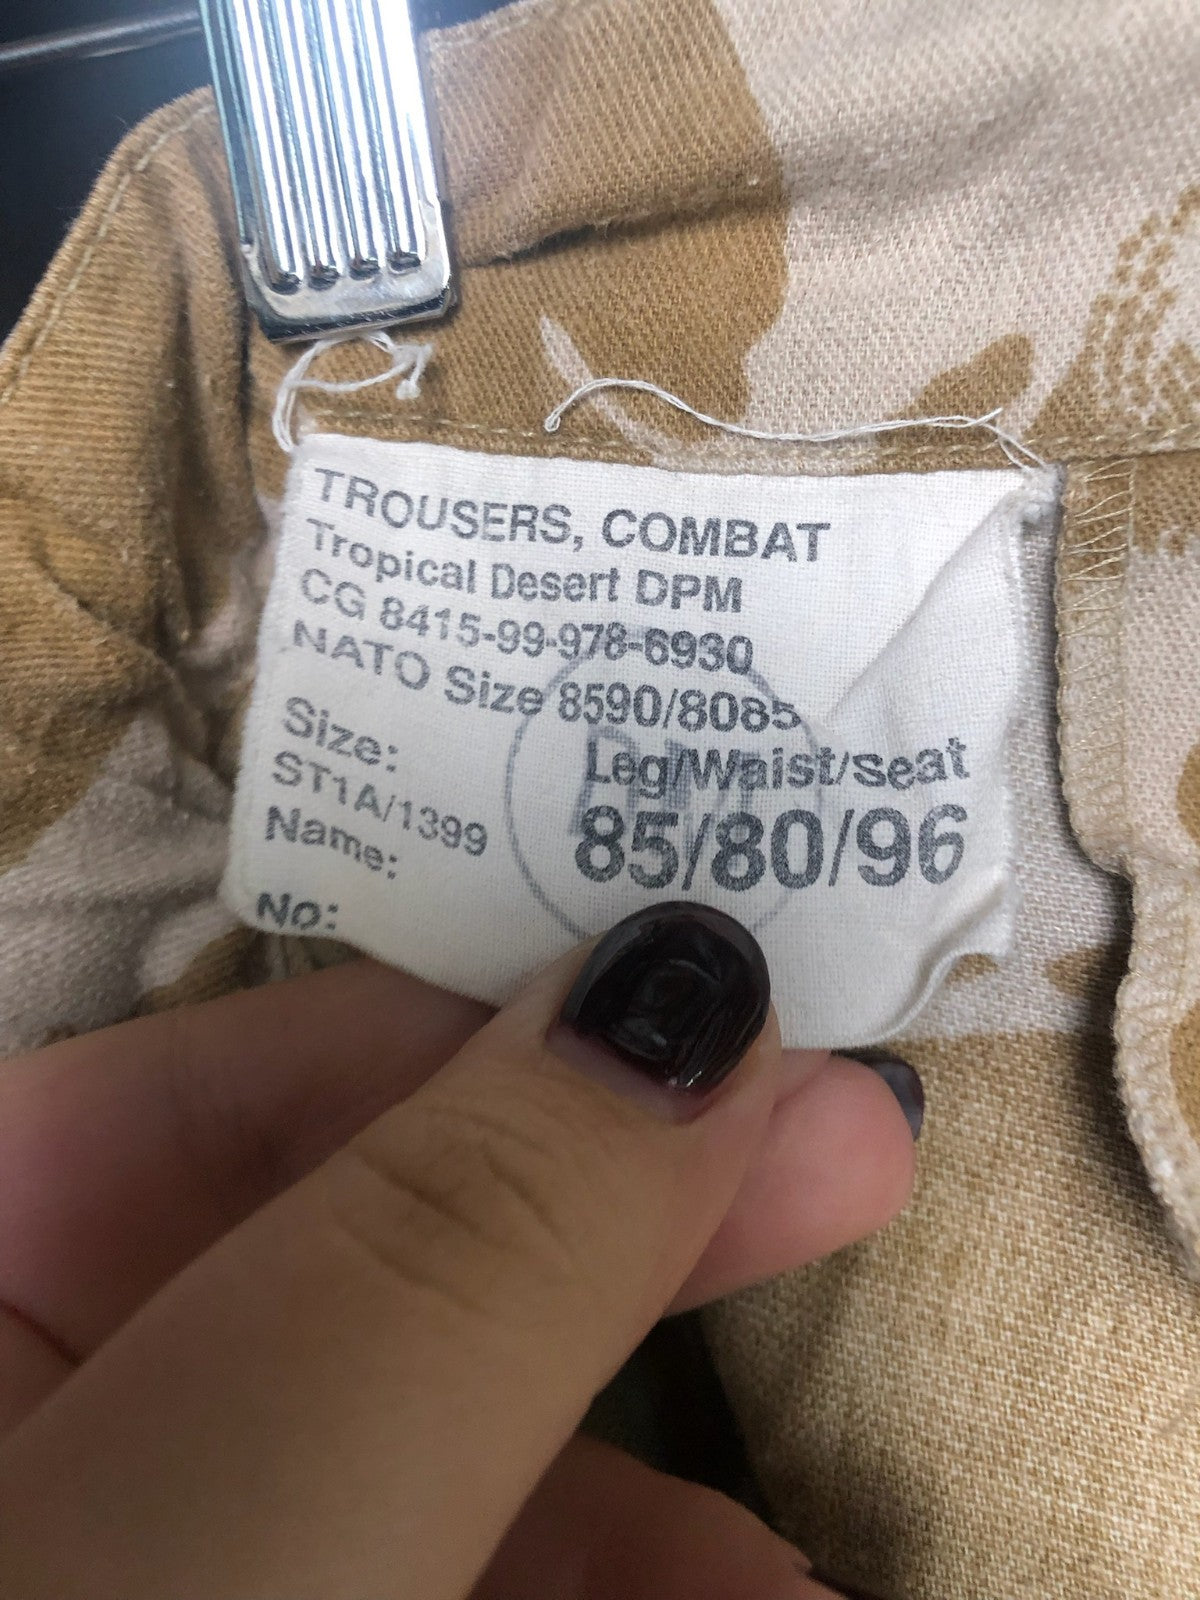 TROUSERS, COMBAT
Tropical Desert DPM
CG 8415-99-978-6930
NATO Size 8590/8085
Size:
Leg/Waist/Seat
ST1A/1399
85/80/96
Name:
No: